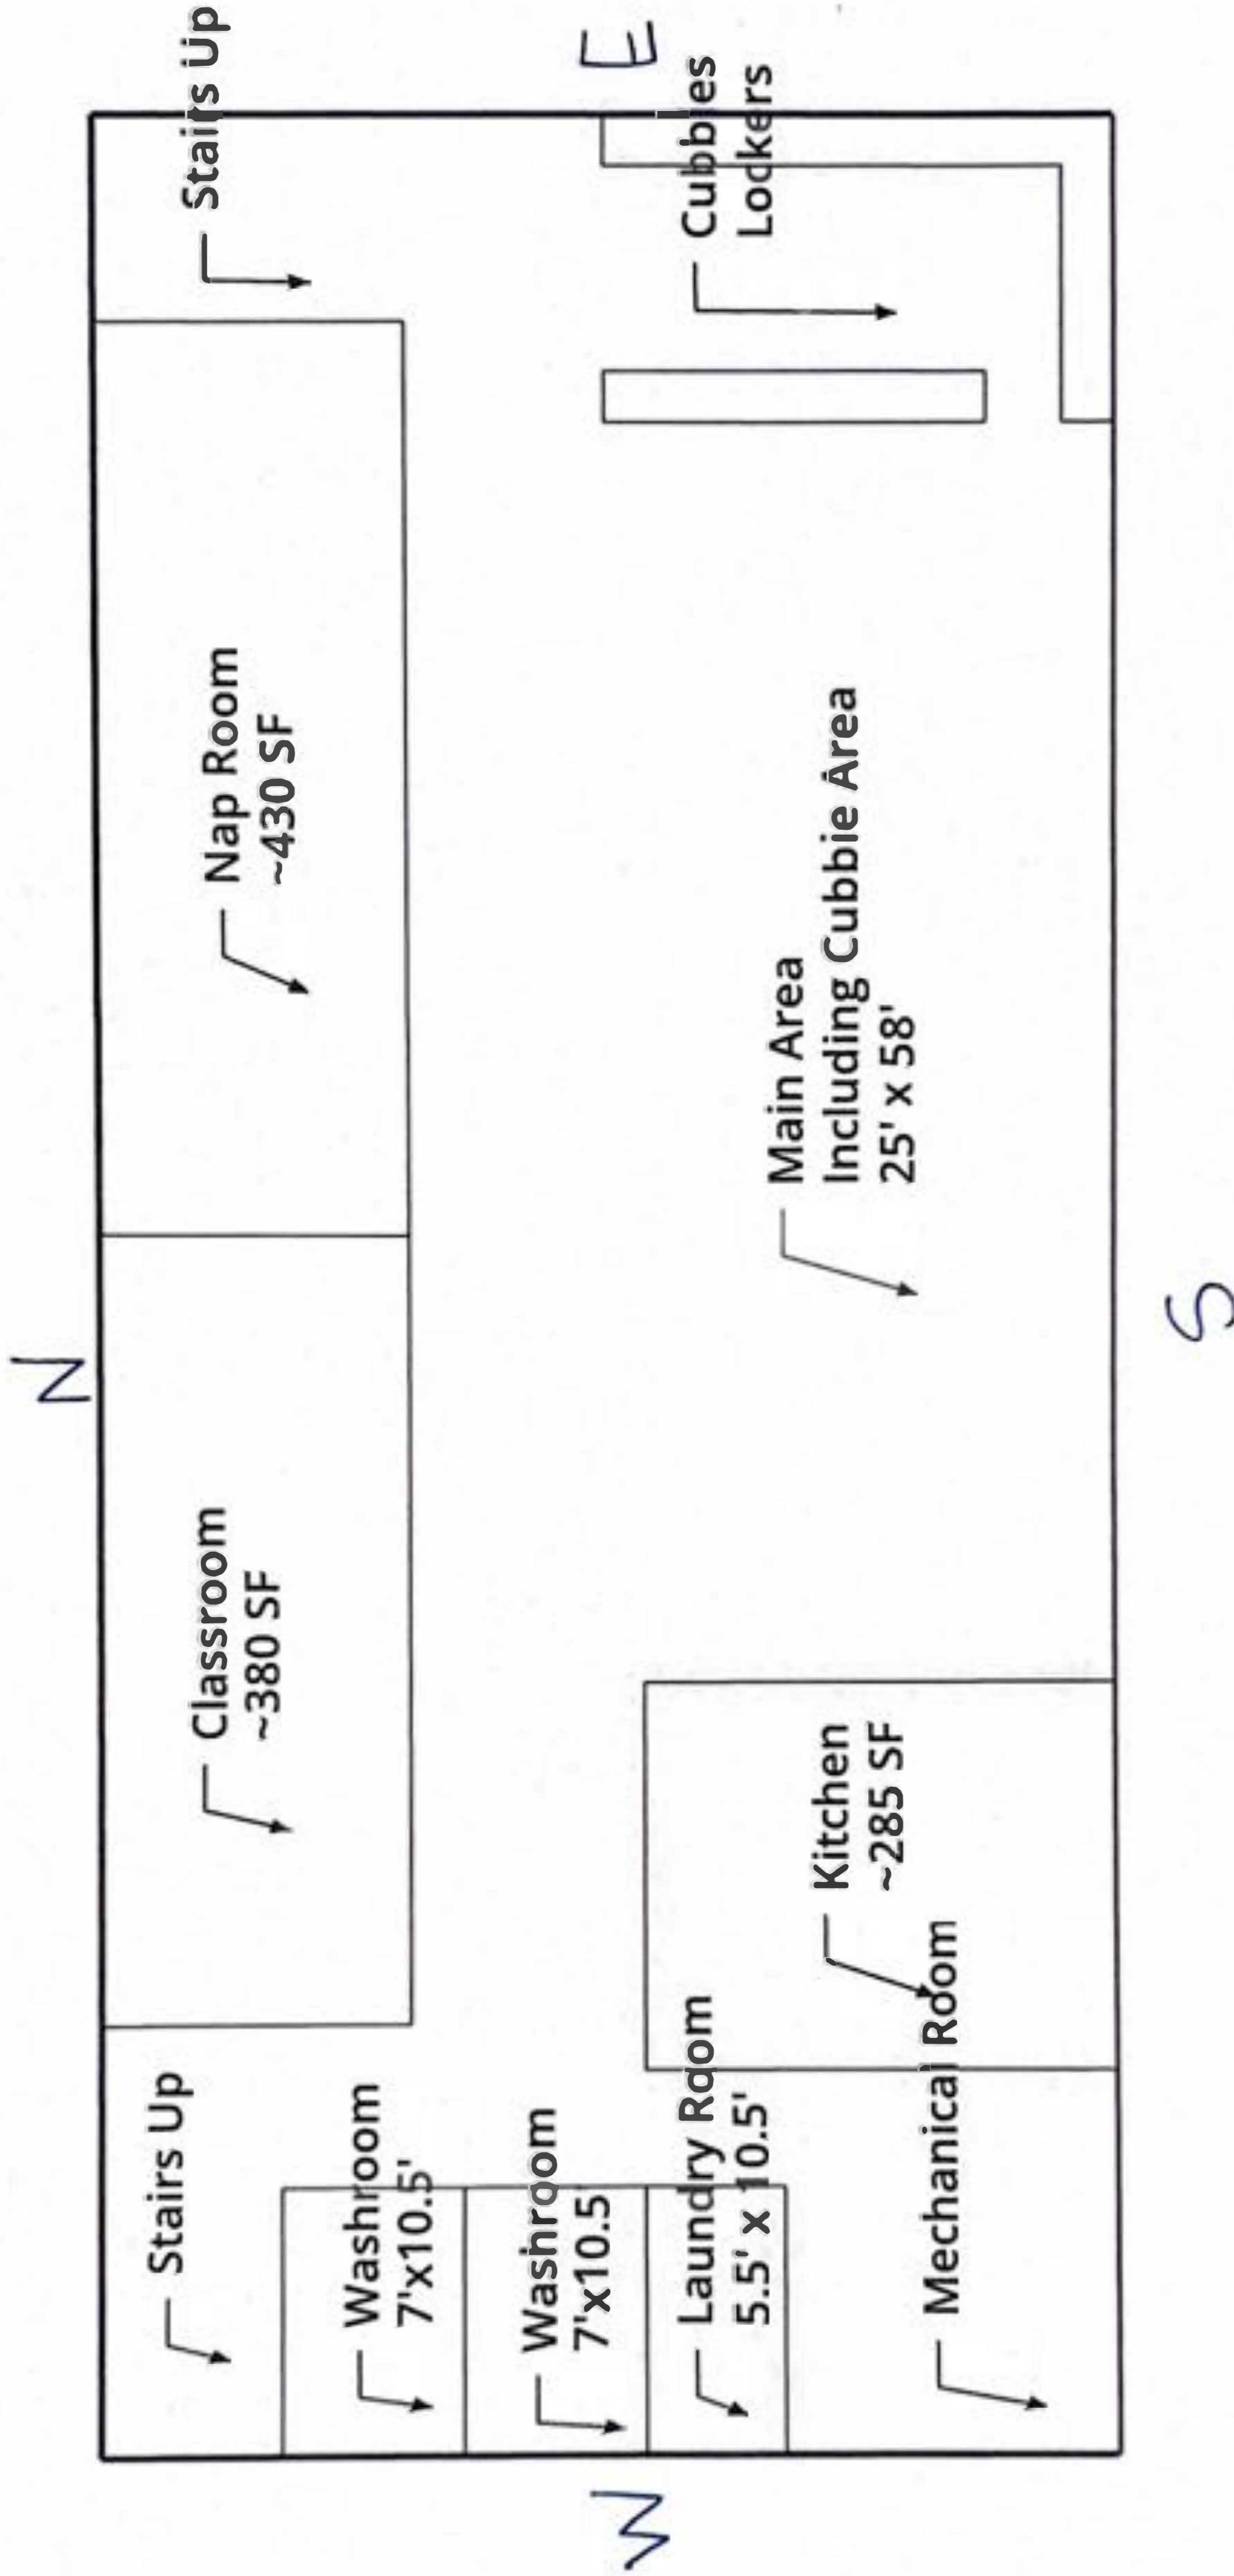 N
Stairs Up
Classroom
~380 SF
Nap Room
~430 SF
Stairs Up
Washroom
7'x10.5'
Washroom
7'x10.5'
W
E
Laundry Room
5.5' x 10.5'
Cubbies
Lockers
Main Area
Including Cubbie Area
25' x 58'
Kitchen
~285 SF
Mechanical Room
S